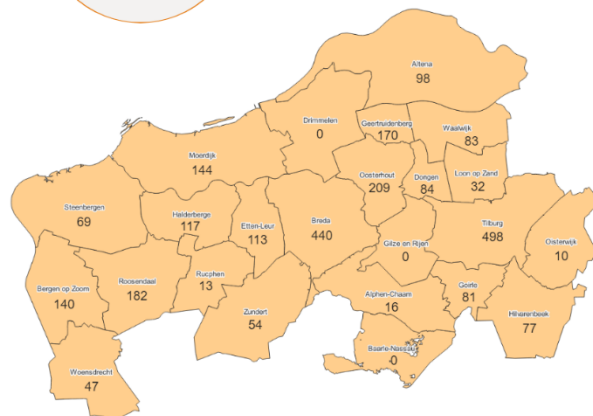 Altena
98
Drimmelen
0
Geertruidenberg
170
Waalwijk
83
Moerdijk
144
Oosterhout
209
Dongen
84
Loon op Zand
32
Steenbergen
69
Halderberge
117
Etten-Leur
113
Breda
440
Gilze en Rijen
0
Tilburg
498
Oisterwijk
10
Bergen op Zoom
140
Roosendaal
182
Rucphen
13
Zundert
54
Alphen-Chaam
16
Goirle
81
Hilvarenbeek
77
Baarle-Nassau
0
Woensdrecht
47